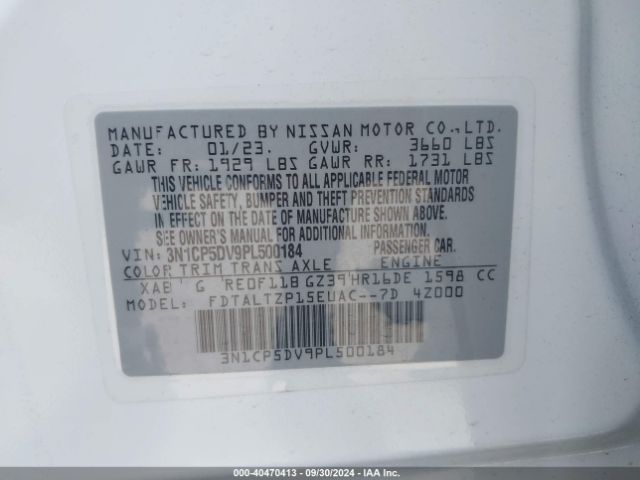 MANUFACTURED BY NISSAN MOTOR CO., LTD.
DATE: 01/23. GVWR: 3660 LBS
GAWR FR: 1929 LBS GAWR RR: 1731 LBS
THIS VEHICLE CONFORMS TO ALL APPLICABLE FEDERAL MOTOR
VEHICLE SAFETY, BUMPER AND THEFT PREVENTION STANDARDS
IN EFFECT ON THE DATE OF MANUFACTURE SHOWN ABOVE.
SEE OWNER'S MANUAL FOR ADDITIONAL INFORMATION.
VIN: 3N1CP5DV9PL500184 PASSENGER CAR.
COLOR TRIM TRANS AXLE ENGINE
XAB G RE0F11B GZ39 HR16DE 1598 CC
FDTALTZP15EUAC--7D 4Z000
3N1CP5DV9PL500184
000-40470413 - 09/30/2024 - IAA Inc.